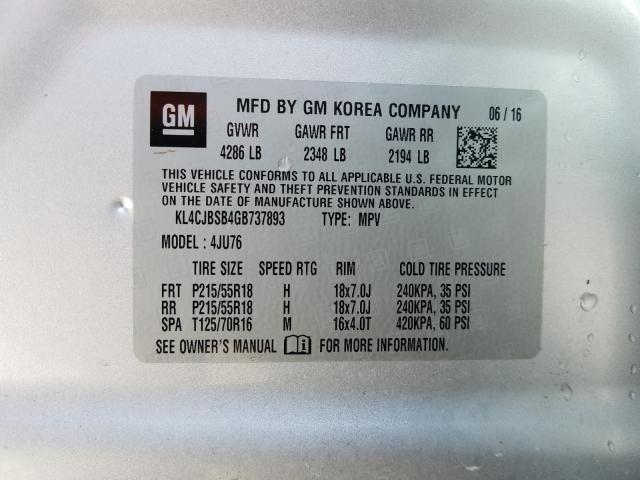 GM MFD BY GM KOREA COMPANY 06 / 16
GVWR GAWR FRT GAWR RR
4286 LB 2348 LB 2194 LB
THIS VEHICLE CONFORMS TO ALL APPLICABLE U.S. FEDERAL MOTOR
VEHICLE SAFETY AND THEFT PREVENTION STANDARDS IN EFFECT
ON THE DATE OF MANUFACTURE SHOWN ABOVE.
KL4CJBSB4GB737893 TYPE: MPV
MODEL : 4JU76
TIRE SIZE SPEED RTG RIM COLD TIRE PRESSURE
FRT P215/55R18 H 18x7.0J 240KPA, 35 PSI
RR P215/55R18 H 18x7.0J 240KPA, 35 PSI
SPA T125/70R16 M 16x4.0T 420KPA, 60 PSI
SEE OWNER'S MANUAL FOR MORE INFORMATION.